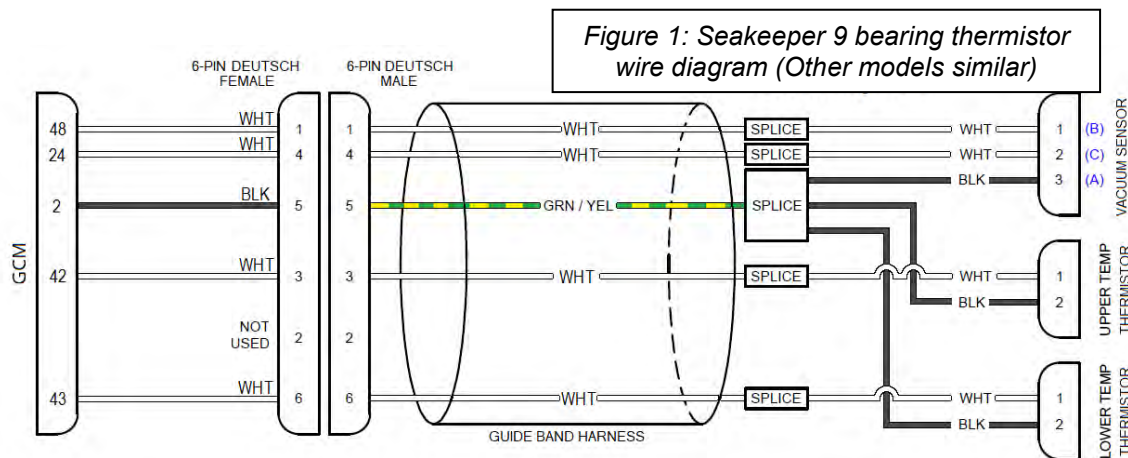 Figure 1: Seakeeper 9 bearing thermistor
wire diagram (Other models similar)
6-PIN DEUTSCH
FEMALE
6-PIN DEUTSCH
MALE
GCM
48
WHT
1
1
WHT
SPLICE
WHT
1
(B)
24
WHT
4
4
WHT
SPLICE
WHT
2
(C)
BLK
3
(A)
VACUUM SENSOR
2
BLK
5
5
GRN / YEL
SPLICE
42
WHT
3
3
WHT
SPLICE
WHT
1
BLK
2
UPPER TEMP
THERMISTOR
NOT
USED
2
2
43
WHT
6
6
WHT
SPLICE
WHT
1
BLK
2
LOWER TEMP
THERMISTOR
GUIDE BAND HARNESS